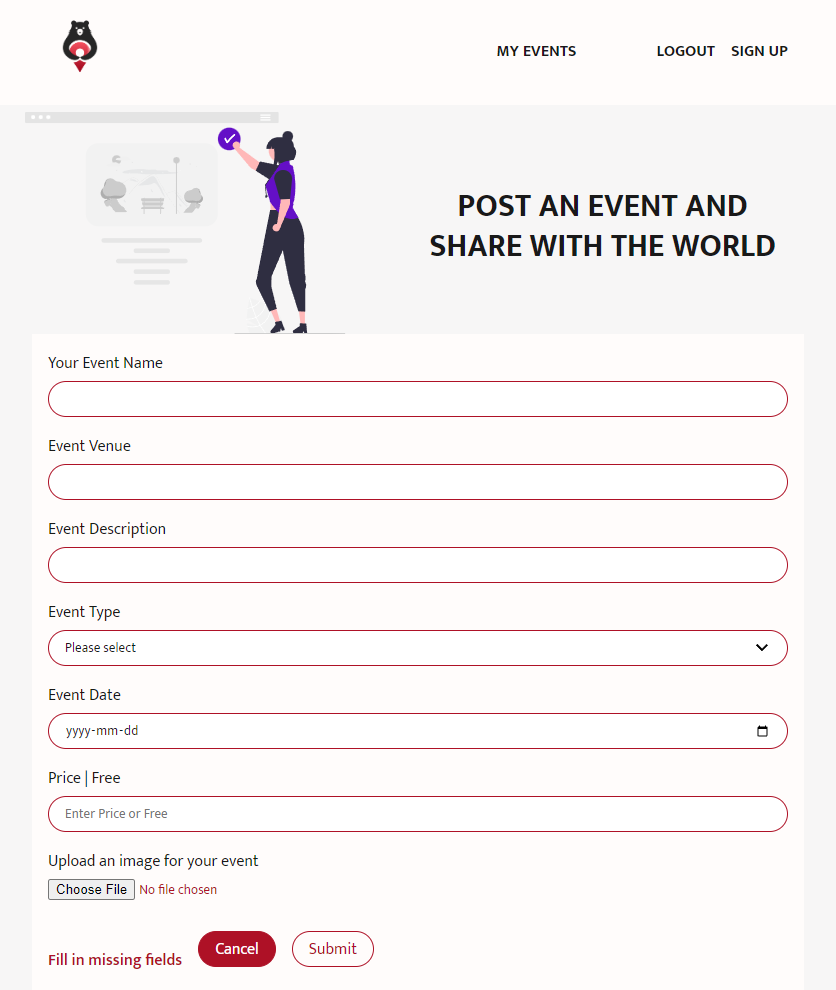 MY EVENTS LOGOUT SIGN UP
POST AN EVENT AND
SHARE WITH THE WORLD
Your Event Name
Event Venue
Event Description
Event Type
Please select
Event Date
yyyy-mm-dd
Price | Free
Enter Price or Free
Upload an image for your event
Choose File No file chosen
Fill in missing fields Cancel Submit